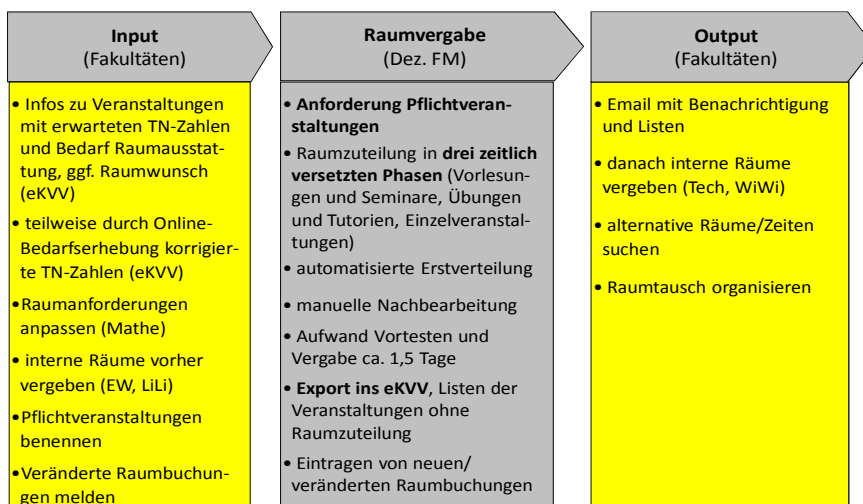 Input
(Fakultäten)
• Infos zu Veranstaltungen
mit erwarteten TN-Zahlen
und Bedarf Raumausstat-
tung, ggf. Raumwunsch
(eKVV)
• teilweise durch Online-
Bedarfserhebung korrigier-
te TN-Zahlen (eKVV)
•Raumanforderungen
anpassen (Mathe)
• interne Räume vorher
vergeben (EW, LiLi)
•Pflichtveranstaltungen
benennen
•Veränderte Raumbuchun-
gen melden
Raumvergabe
(Dez. FM)
• Anforderung Pflichtveran-
staltungen
• Raumzuteilung in drei zeitlich
versetzten Phasen (Vorlesun-
gen und Seminare, Übungen
und Tutorien, Einzelveranstal-
tungen)
• automatisierte Erstverteilung
• manuelle Nachbearbeitung
• Aufwand Vortesten und
Vergabe ca. 1,5 Tage
• Export ins eKVV, Listen der
Veranstaltungen ohne
Raumzuteilung
• Eintragen von neuen/
veränderten Raumbuchungen
Output
(Fakultäten)
• Email mit Benachrichtigung
und Listen
• danach interne Räume
vergeben (Tech, WiWi)
• alternative Räume/Zeiten
suchen
• Raumtausch organisieren